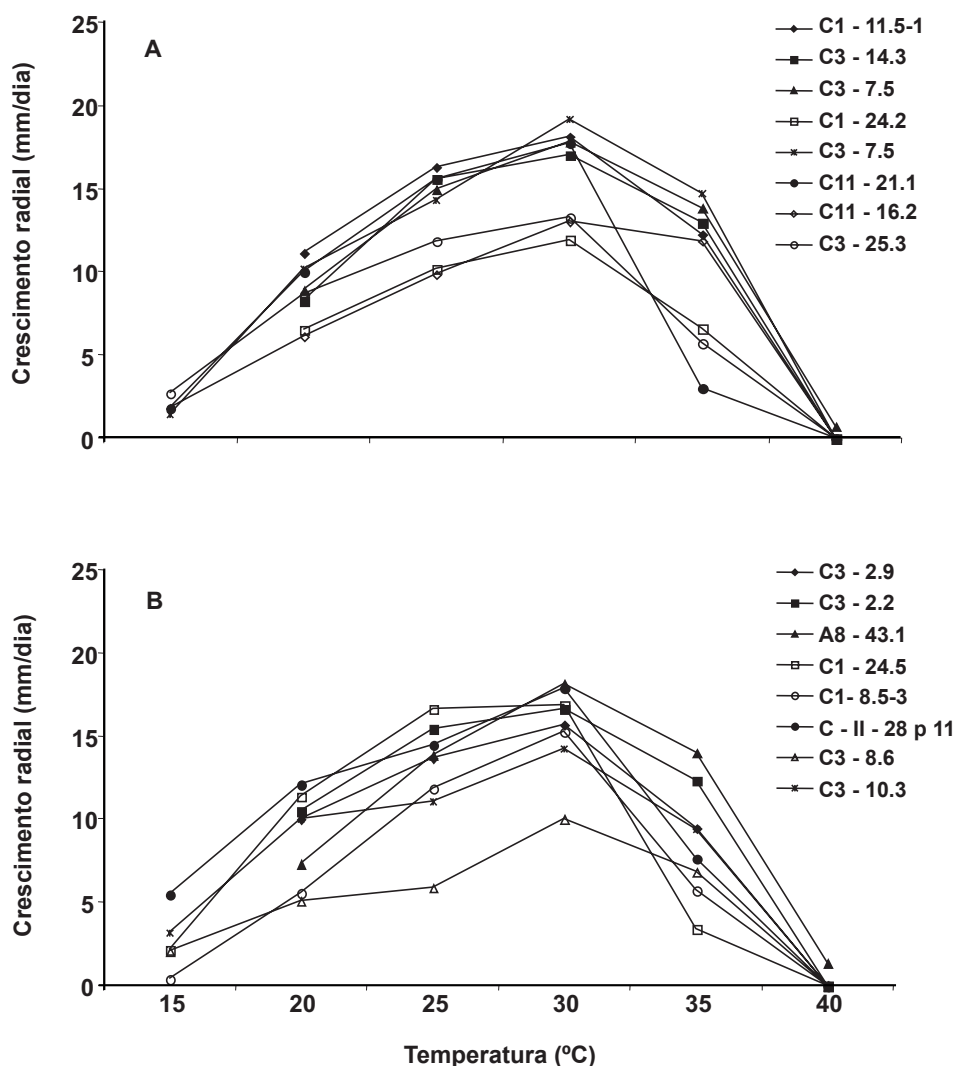 Crescimento radial (mm/dia)
25
20
15
10
5
0
A
C1 - 11.5-1
C3 - 14.3
C3 - 7.5
C1 - 24.2
C3 - 7.5
C11 - 21.1
C11 - 16.2
C3 - 25.3
Crescimento radial (mm/dia)
25
20
15
10
5
0
B
C3 - 2.9
C3 - 2.2
A8 - 43.1
C1 - 24.5
C1- 8.5-3
C - II - 28 p 11
C3 - 8.6
C3 - 10.3
15 20 25 30 35 40
Temperatura (ºC)